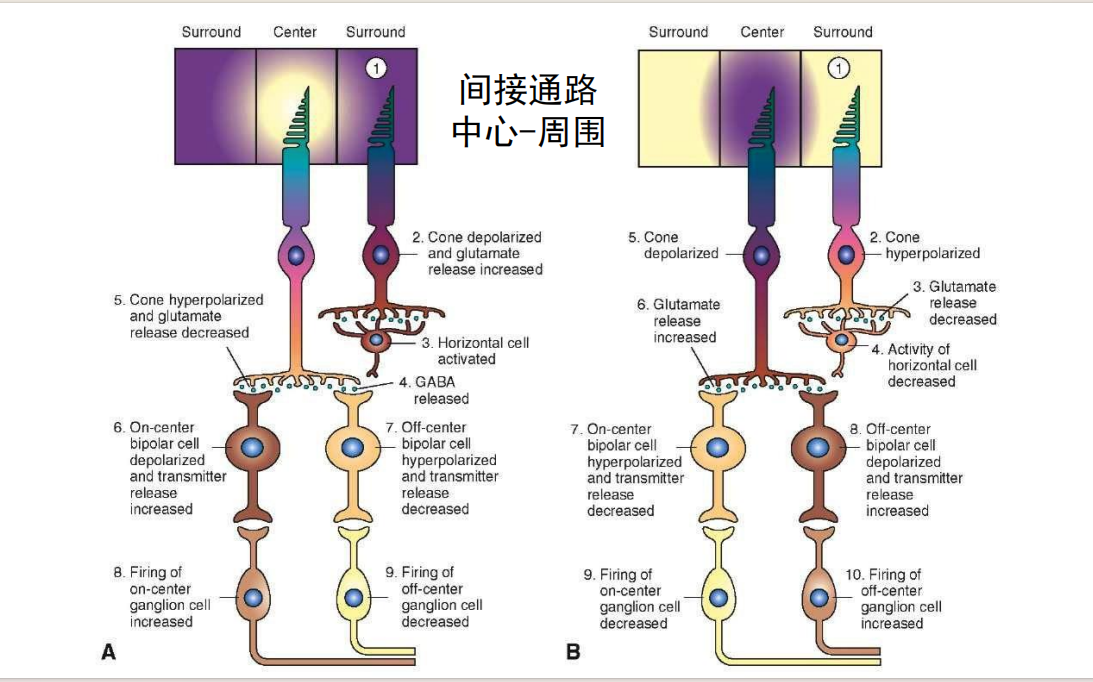 Surround Center Surround
1
间接通路
中心-周围
2. Cone depolarized
and glutamate
release increased
5. Cone hyperpolarized
and glutamate
release decreased
3. Horizontal cell
activated
4. GABA
released
6. On-center
bipolar cell
depolarized
and transmitter
release
increased
7. Off-center
bipolar cell
hyperpolarized
and transmitter
release
decreased
8. Firing of
on-center
ganglion cell
increased
9. Firing of
off-center
ganglion cell
decreased
A
Surround Center Surround
1
5. Cone
depolarized
2. Cone
hyperpolarized
6. Glutamate
release
increased
3. Glutamate
release
decreased
4. Activity of
horizontal cell
decreased
7. On-center
bipolar cell
hyperpolarized
and transmitter
release
decreased
8. Off-center
bipolar cell
depolarized
and transmitter
release
increased
9. Firing of
on-center
ganglion cell
decreased
10. Firing of
off-center
ganglion cell
increased
B